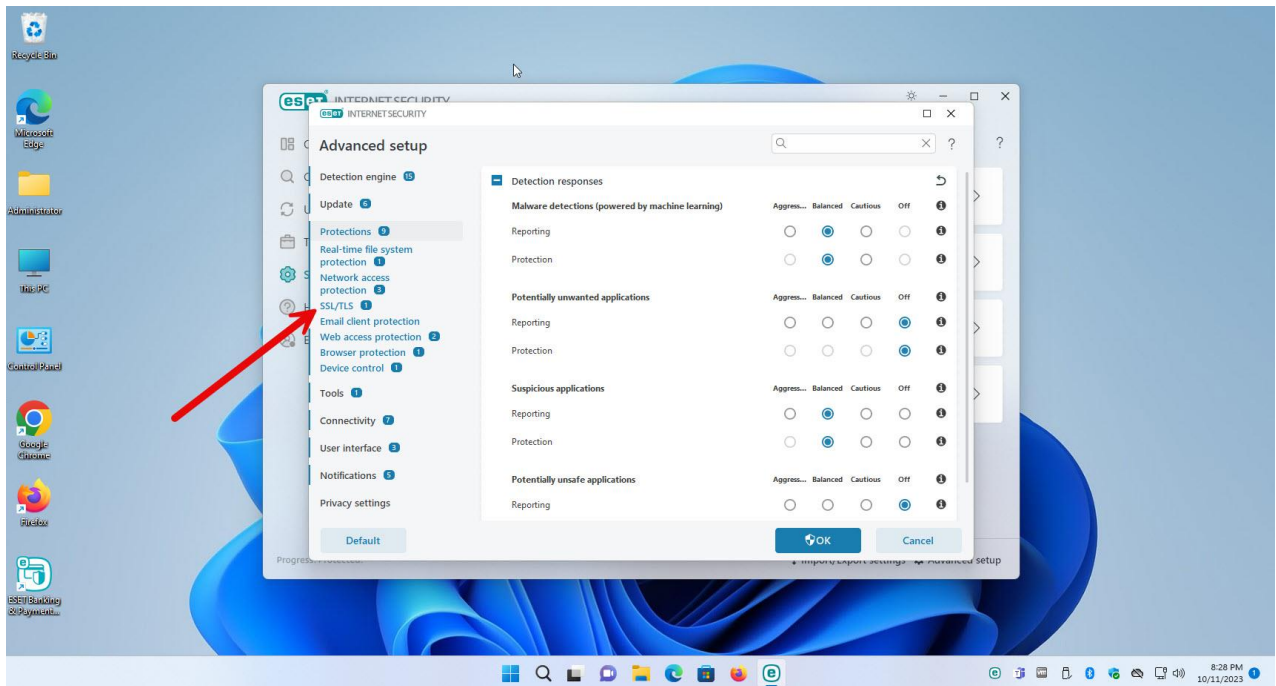 Recycle Bin
Microsoft
Edge
Administrator
This PC
Control Panel
Google
Chrome
Firefox
ESET Banking
& Payment...
eset INTERNET SECURITY
eset INTERNET SECURITY
Advanced setup
?
?
Detection engine 15
Update 6
Protections 9
Real-time file system
protection 1
Network access
protection 3
SSL/TLS 1
Email client protection
Web access protection 2
Browser protection 1
Device control 1
Tools 1
Connectivity 7
User interface 3
Notifications 5
Privacy settings
Detection responses
Malware detections (powered by machine learning) Aggress... Balanced Cautious Off
Reporting
Protection
Potentially unwanted applications Aggress... Balanced Cautious Off
Reporting
Protection
Suspicious applications Aggress... Balanced Cautious Off
Reporting
Protection
Potentially unsafe applications Aggress... Balanced Cautious Off
Reporting
Default OK Cancel
Import/Export settings Advanced setup
8:28 PM
10/11/2023 1